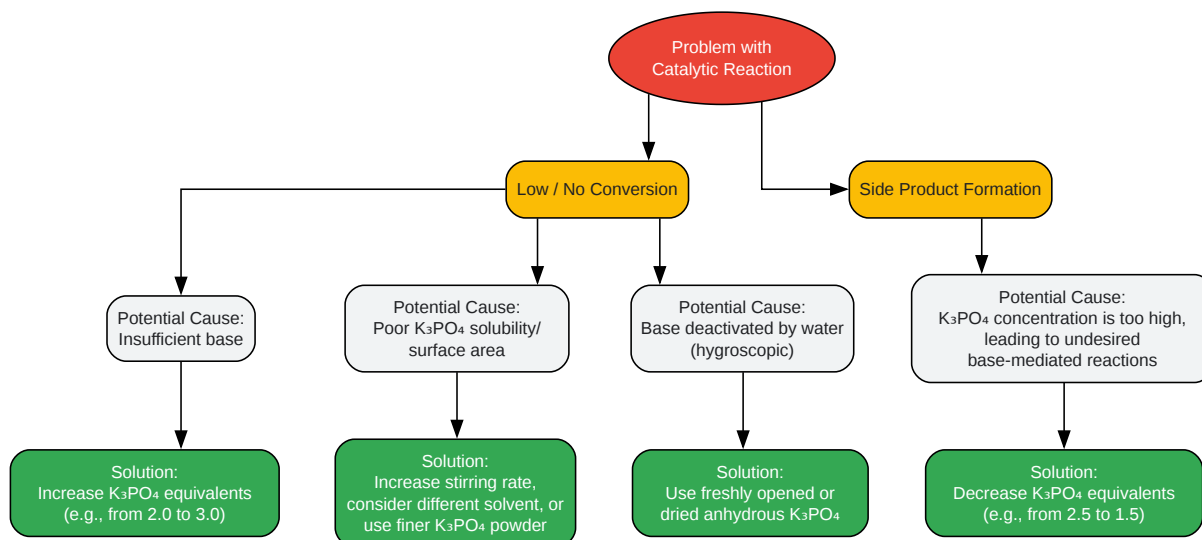 Problem with
Catalytic Reaction
Low / No Conversion
Side Product Formation
Potential Cause:
Insufficient base
Potential Cause:
Poor K₃PO₄ solubility/
surface area
Potential Cause:
Base deactivated by water
(hygroscopic)
Potential Cause:
K₃PO₄ concentration is too high,
leading to undesired
base-mediated reactions
Solution:
Increase K₃PO₄ equivalents
(e.g., from 2.0 to 3.0)
Solution:
Increase stirring rate,
consider different solvent, or
use finer K₃PO₄ powder
Solution:
Use freshly opened or
dried anhydrous K₃PO₄
Solution:
Decrease K₃PO₄ equivalents
(e.g., from 2.5 to 1.5)